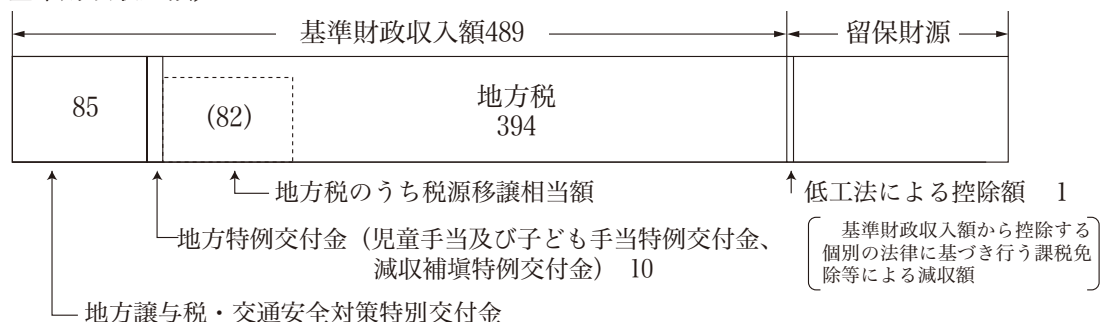 基準財政収入額489
留保財源
85
(82)
地方税
394
地方税のうち税源移譲相当額
低工法による控除額 1
地方特例交付金(児童手当及び子ども手当特例交付金、
減収補塡特例交付金) 10
基準財政収入額から控除する
個別の法律に基づき行う課税免
除等による減収額
地方譲与税・交通安全対策特別交付金